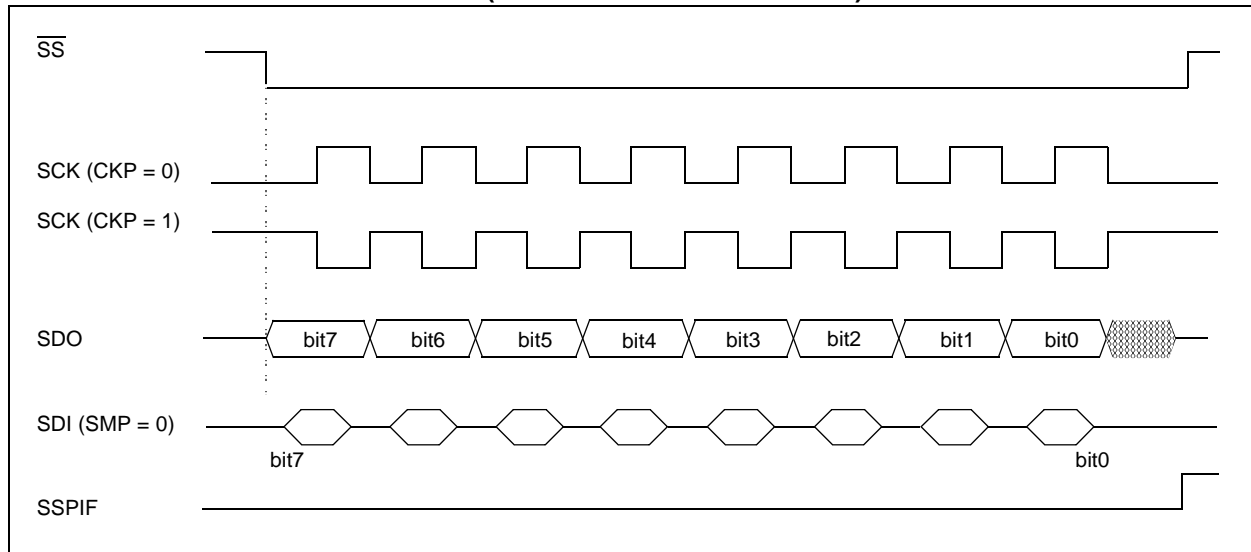 SS
SCK (CKP = 0)
SCK (CKP = 1)
SDO bit7 bit6 bit5 bit4 bit3 bit2 bit1 bit0
SDI (SMP = 0)
bit7 bit0
SSPIF